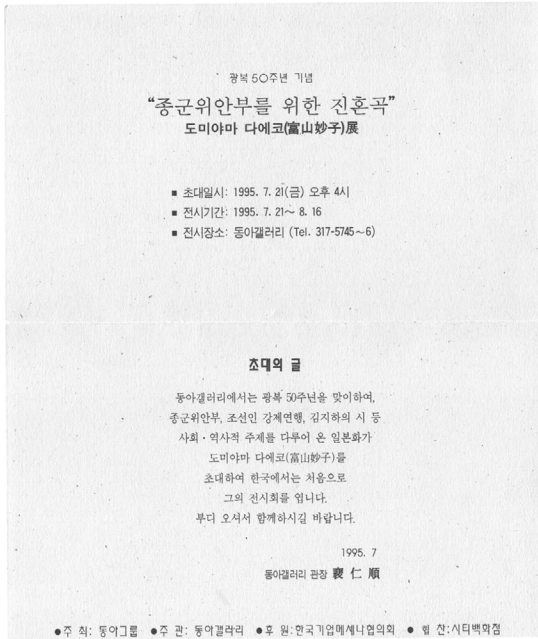 광복 50주년 기념
“종군위안부를 위한 진혼곡”
도미야마 다에코(富山妙子)展
■ 초대일시: 1995. 7. 21(금) 오후 4시
■ 전시기간: 1995. 7. 21～ 8. 16
■ 전시장소: 동아갤러리 (Tel. 317-5745～6)
초대의 글
동아갤러리에서는 광복 50주년을 맞이하여,
종군위안부, 조선인 강제연행, 김지하의 시 등
사회·역사적 주제를 다루어 온 일본화가
도미야마 다에코(富山妙子)를
초대하여 한국에서는 처음으로
그의 전시회를 엽니다.
부디 오셔서 함께하시길 바랍니다.
1995. 7
동아갤러리 관장 裵 仁 順
●주 최: 동아그룹 ●주 관: 동아갤러리 ●후 원:한국기업메세나협의회 ● 협 찬:시티백화점